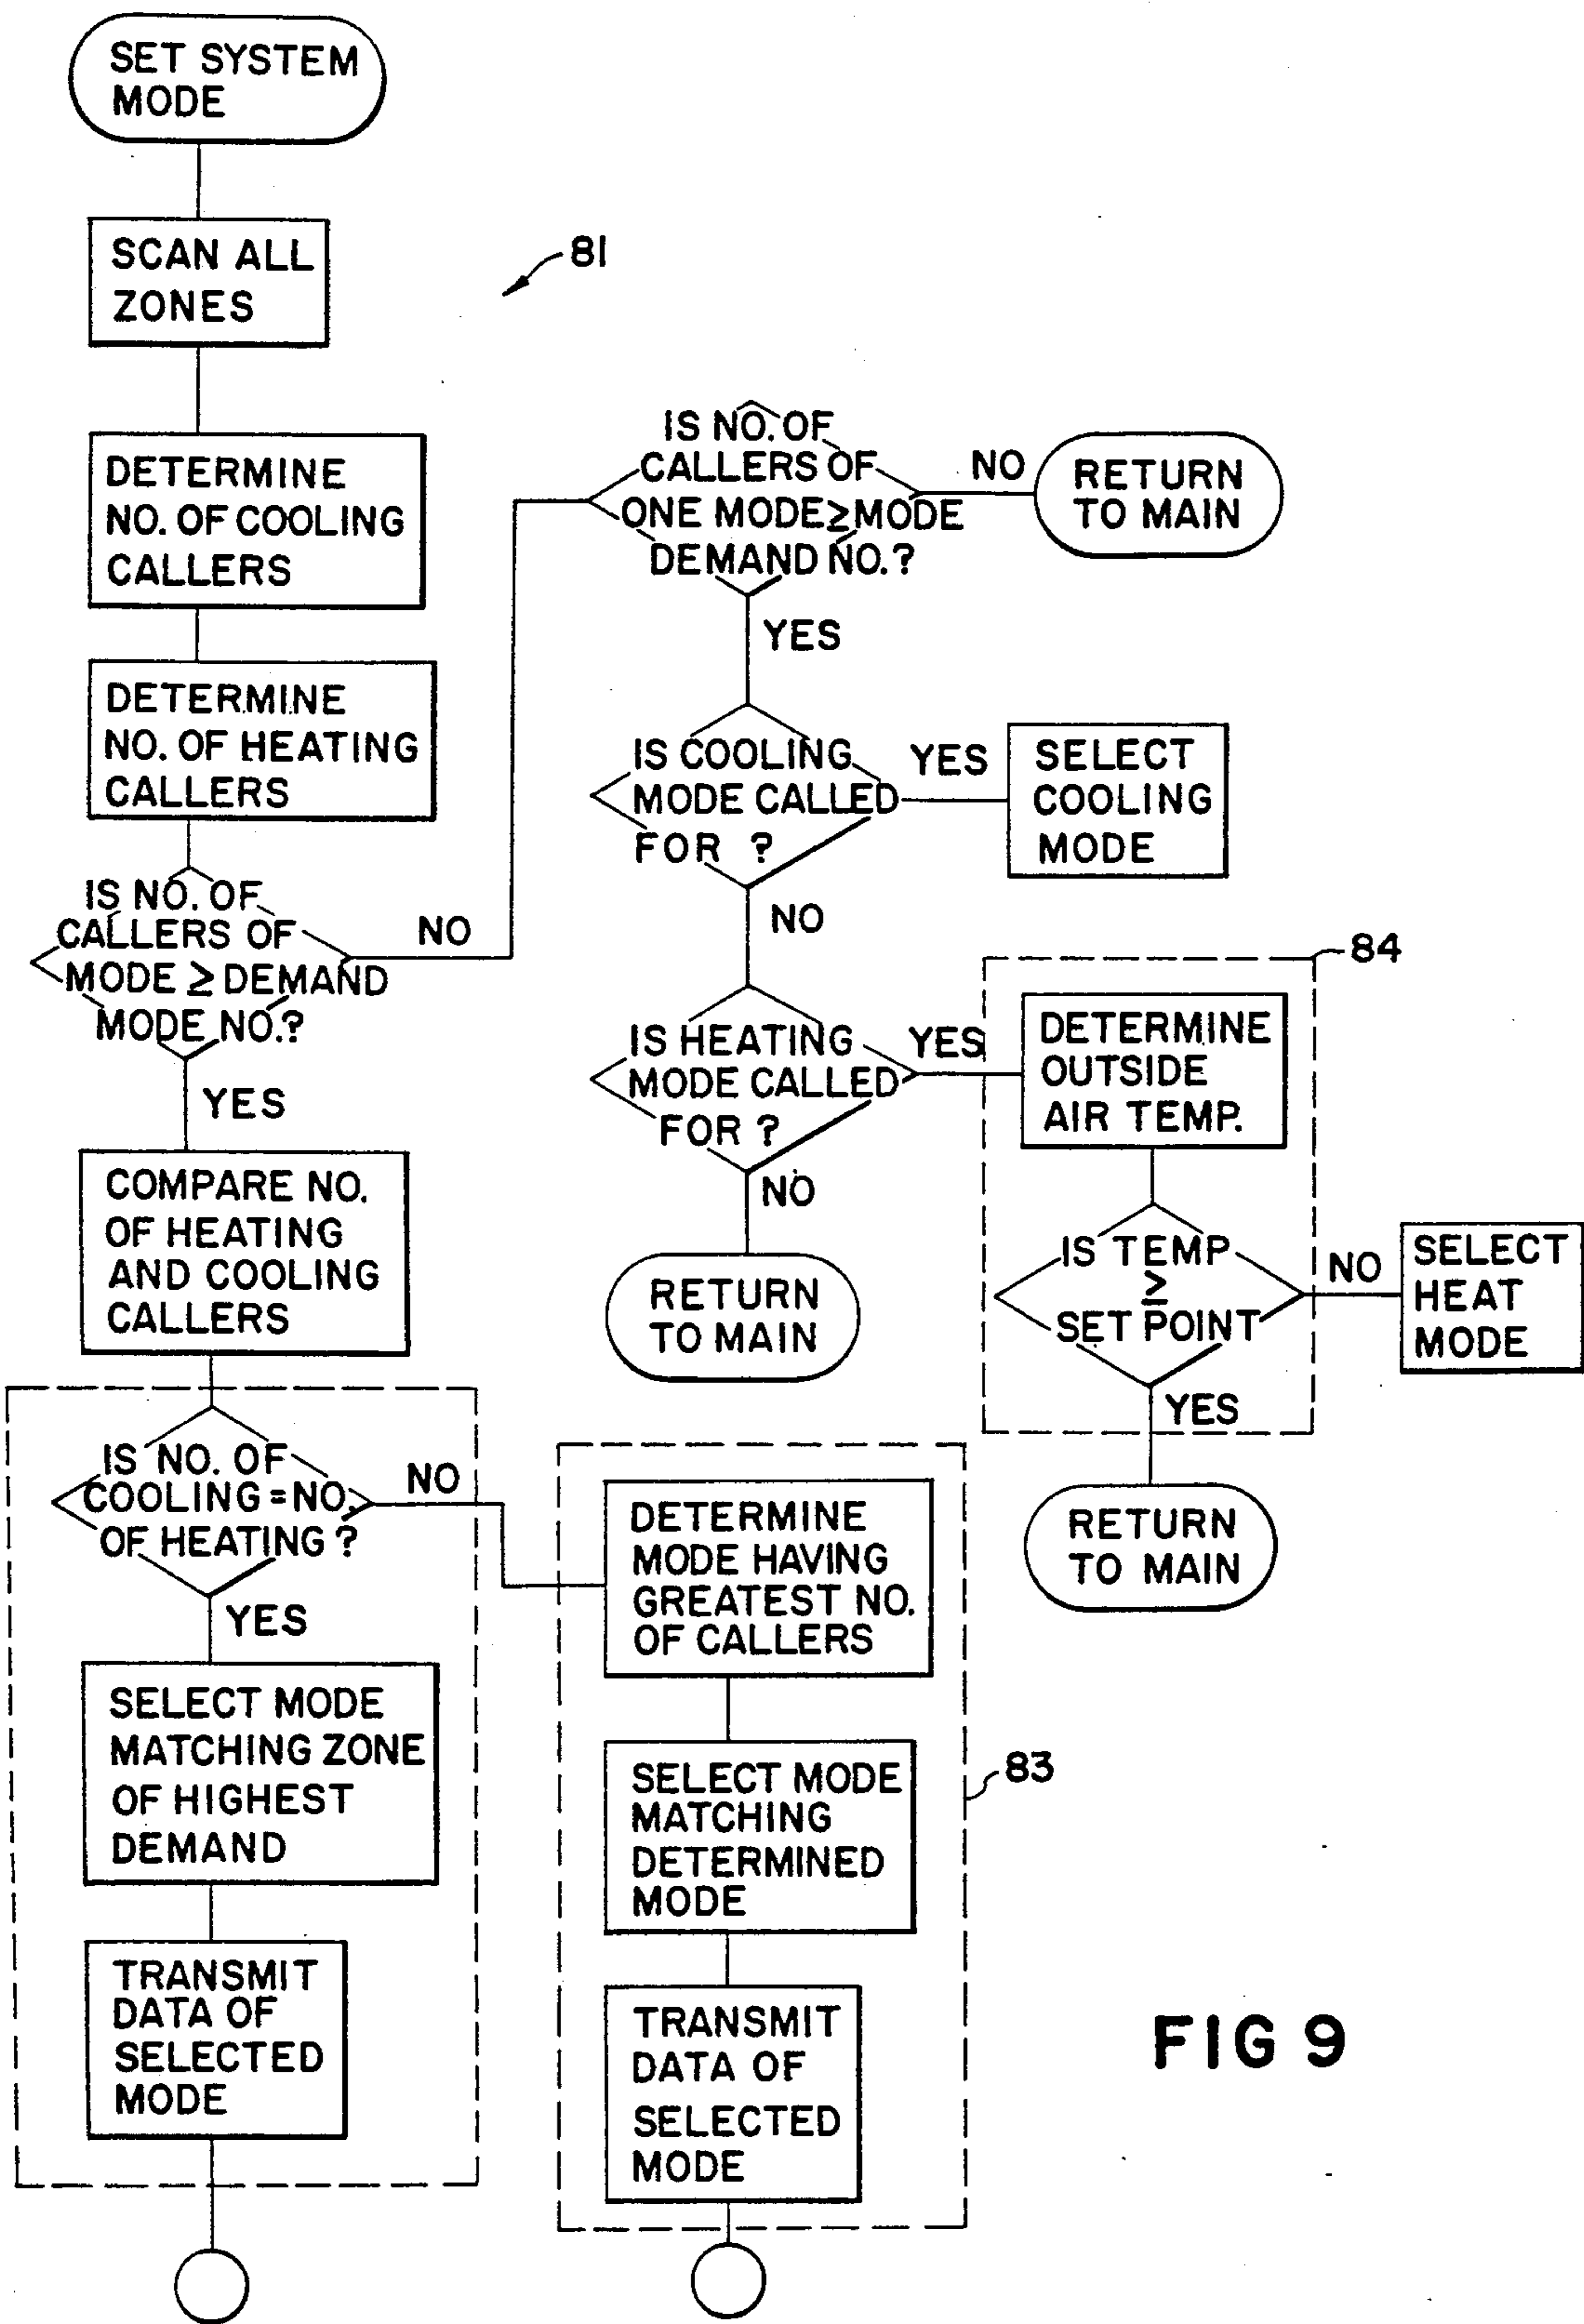 SET SYSTEM
MODE
SCAN ALL
ZONES
81
DETERMINE
NO. OF COOLING
CALLERS
DETERMINE
NO. OF HEATING
CALLERS
IS NO. OF
CALLERS OF
MODE ≥ DEMAND
MODE NO.?
NO
YES
COMPARE NO.
OF HEATING
AND COOLING
CALLERS
IS NO. OF
COOLING = NO.
OF HEATING ?
NO
YES
SELECT MODE
MATCHING ZONE
OF HIGHEST
DEMAND
TRANSMIT
DATA OF
SELECTED
MODE
IS NO. OF
CALLERS OF
ONE MODE ≥ MODE
DEMAND NO.?
NO
RETURN
TO MAIN
YES
IS COOLING
MODE CALLED
FOR ?
YES
SELECT
COOLING
MODE
NO
IS HEATING
MODE CALLED
FOR ?
YES
NO
RETURN
TO MAIN
84
DETERMINE
OUTSIDE
AIR TEMP.
IS TEMP
≥
SET POINT
NO
SELECT
HEAT
MODE
YES
RETURN
TO MAIN
DETERMINE
MODE HAVING
GREATEST NO.
OF CALLERS
SELECT MODE
MATCHING
DETERMINED
MODE
83
TRANSMIT
DATA OF
SELECTED
MODE
FIG 9